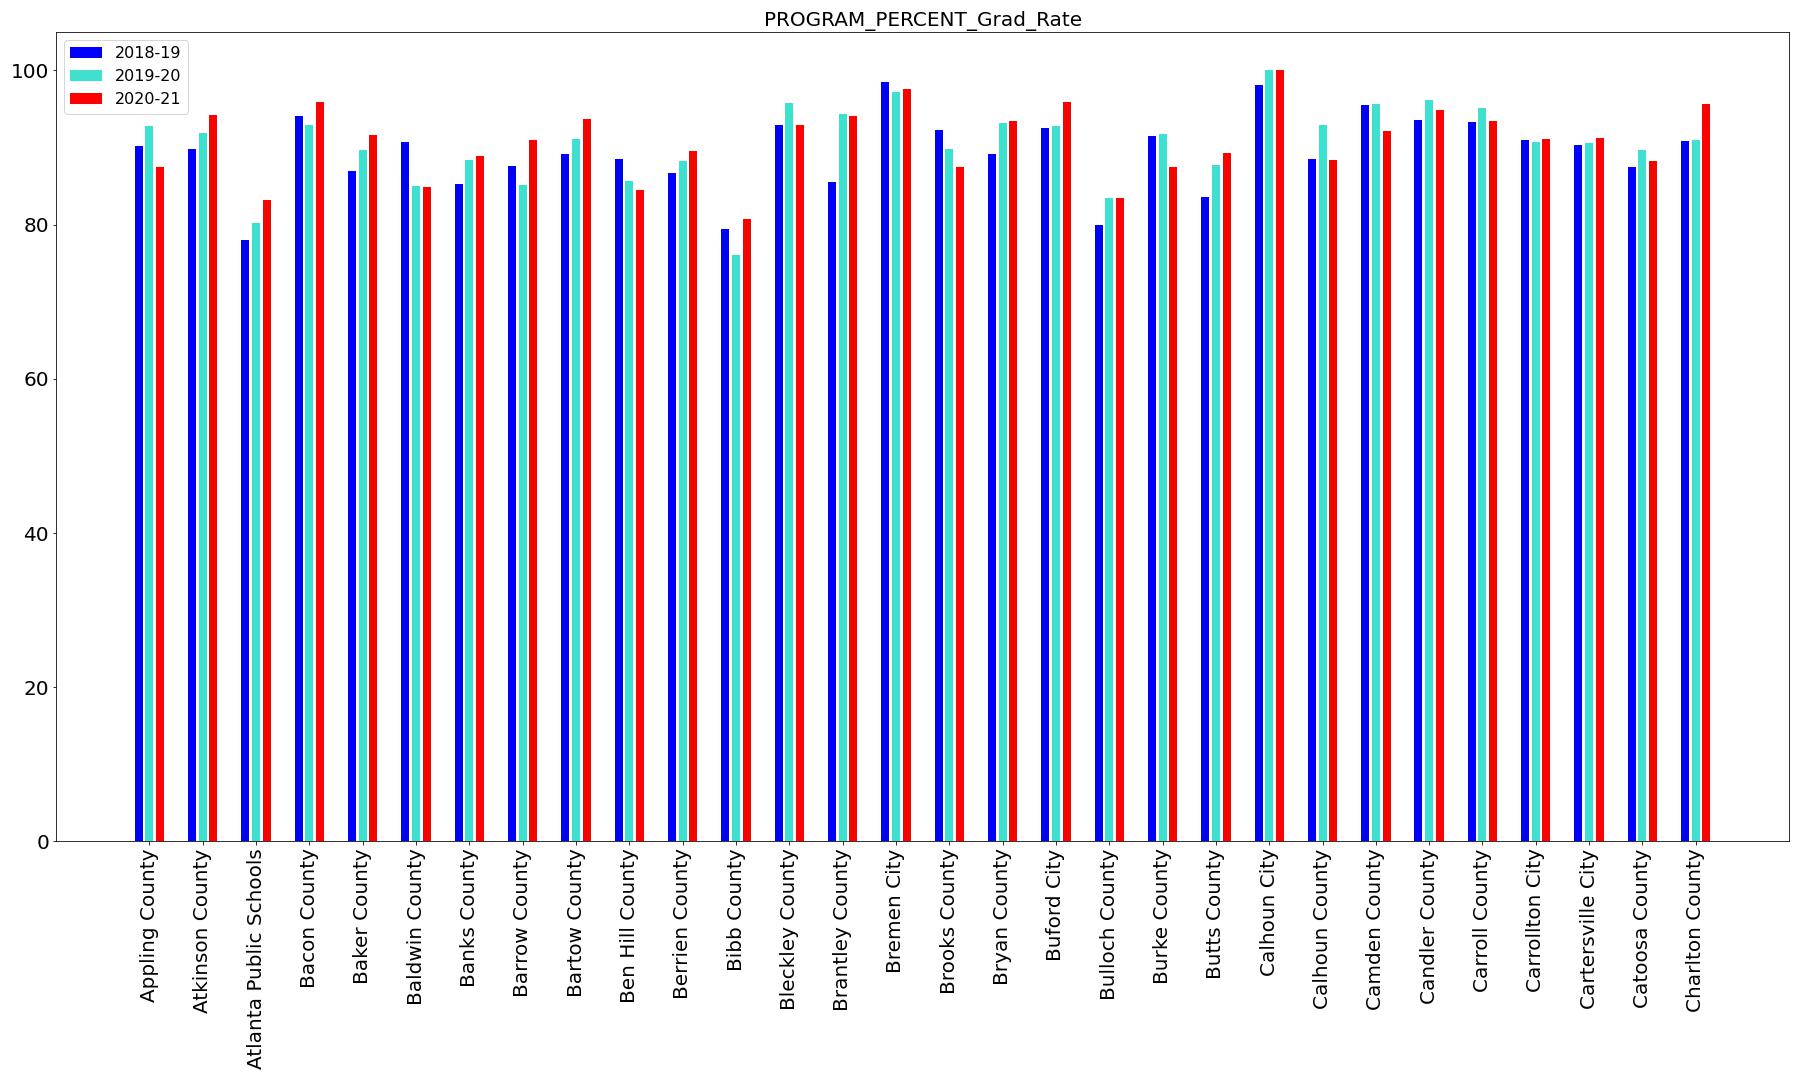 PROGRAM_PERCENT_Grad_Rate
2018-19
2019-20
2020-21
100
80
60
40
20
0
Appling County
Atkinson County
Atlanta Public Schools
Bacon County
Baker County
Baldwin County
Banks County
Barrow County
Bartow County
Ben Hill County
Berrien County
Bibb County
Bleckley County
Brantley County
Bremen City
Brooks County
Bryan County
Buford City
Bulloch County
Burke County
Butts County
Calhoun City
Calhoun County
Camden County
Candler County
Carroll County
Carrollton City
Cartersville City
Catoosa County
Charlton County